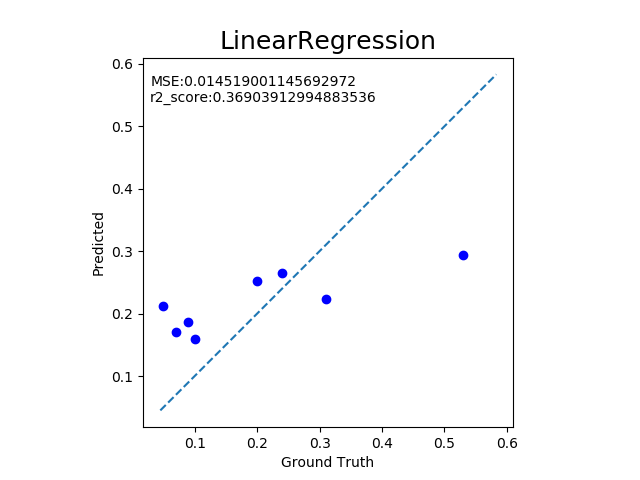 LinearRegression
MSE:0.014519001145692972
r2_score:0.36903912994883536
0.6
0.5
0.4
0.3
0.2
0.1
Predicted
0.1
0.2
0.3
0.4
0.5
0.6
Ground Truth